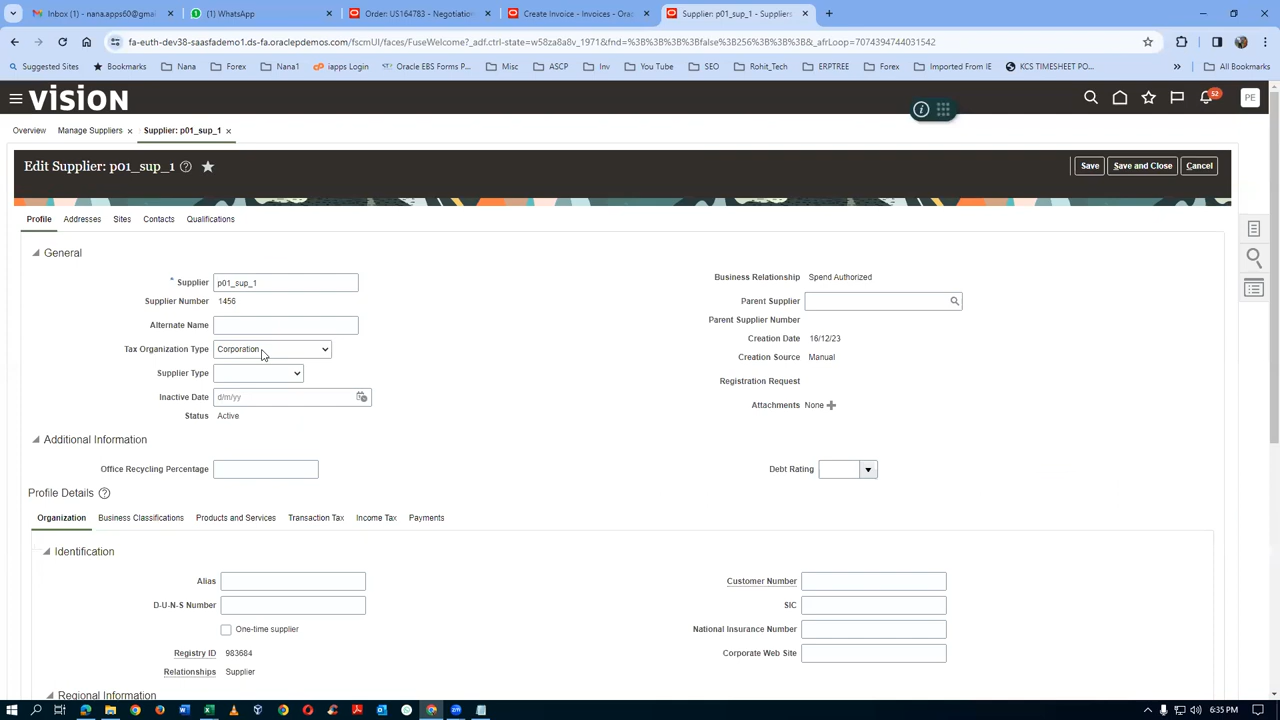 Inbox (17) - nana.apps60@gmail.c
(1) WhatsApp
Order: US164783 - Negotiation
Create Invoice - Invoices - Orac
Supplier: p01_sup_1 - Suppliers
fa-euth-dev38-saasfademo1.ds-fa.oraclepdemos.com/fscmUI/faces/FuseWelcome?_adf.ctrl-state=w58za8a8v_1971&fnd=%3B%3B%3B%3Bfalse%3B256%3B%3B%3B&_afrLoop=7074394744031542
Suggested Sites
Bookmarks
Nana
Forex
Nana1
iapps Login
Oracle EBS Forms P...
Misc
ASCP
Inv
You Tube
SEO
Rohit_Tech
ERPTREE
Forex
Imported From IE
KCS TIMESHEET PO...
»
All Bookmarks
VISION
52
PE
Overview
Manage Suppliers ×
Supplier: p01_sup_1 ×
Edit Supplier: p01_sup_1
Save
Save and Close
Cancel
Profile
Addresses
Sites
Contacts
Qualifications
General
* Supplier p01_sup_1
Supplier Number 1456
Alternate Name
Tax Organization Type Corporation
Supplier Type
Inactive Date d/m/yy
Status Active
Business Relationship Spend Authorized
Parent Supplier
Parent Supplier Number
Creation Date 16/12/23
Creation Source Manual
Registration Request
Attachments None
Additional Information
Office Recycling Percentage
Debt Rating
Profile Details
Organization
Business Classifications
Products and Services
Transaction Tax
Income Tax
Payments
Identification
Alias
D-U-N-S Number
One-time supplier
Registry ID 983684
Relationships Supplier
Customer Number
SIC
National Insurance Number
Corporate Web Site
Regional Information
6:35 PM